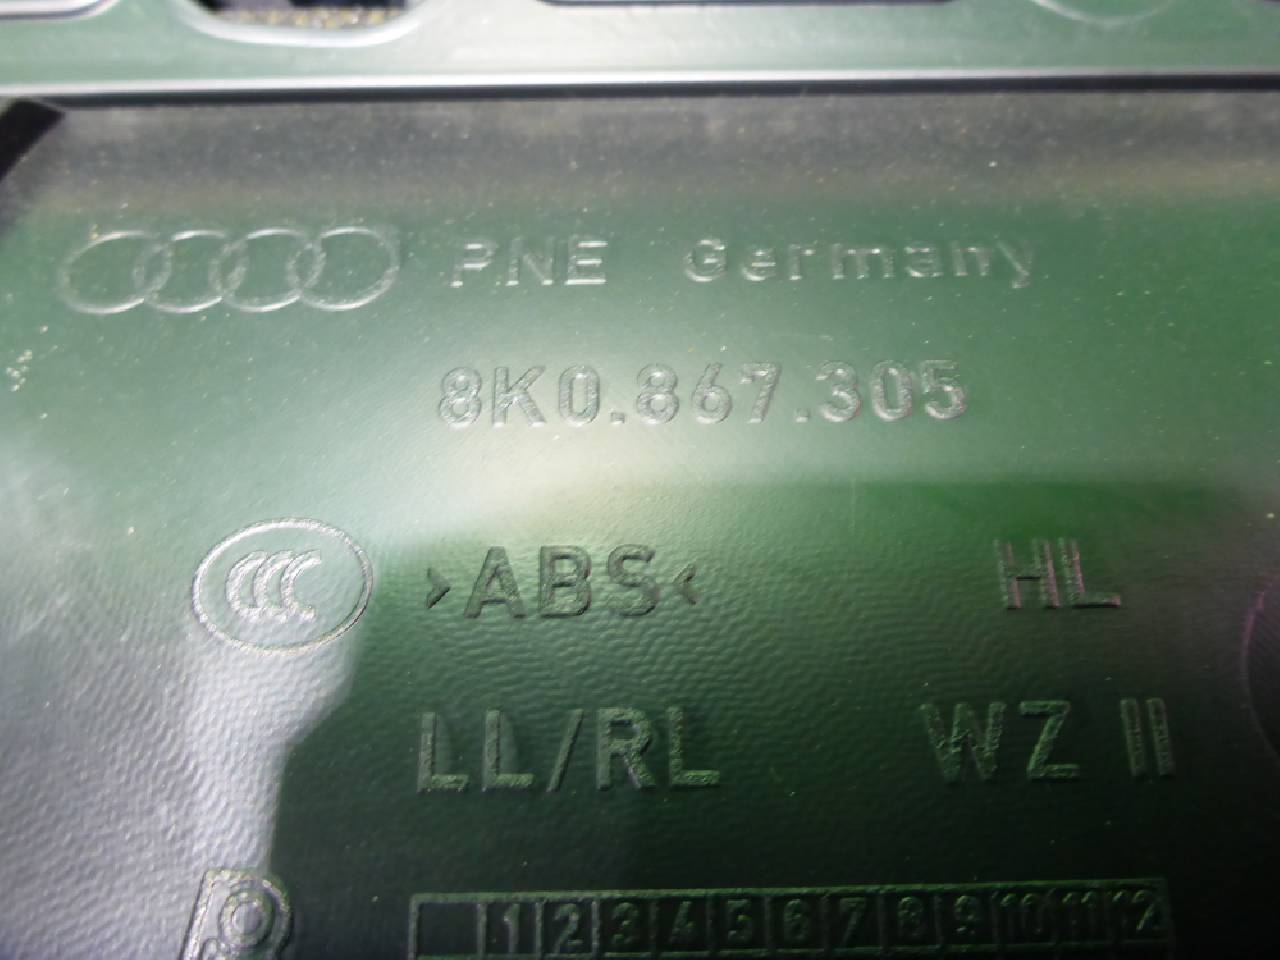 PNE Germany
8K0.867.305
>ABS< HL
LL/RL WZ II
1 2 3 4 5 6 7 8 9 10 11 12